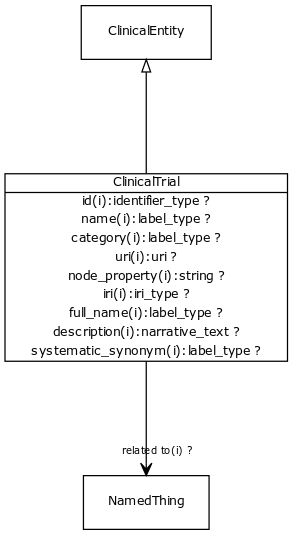 ClinicalEntity
ClinicalTrial
id(i):identifier_type ?
name(i):label_type ?
category(i):label_type ?
uri(i):uri ?
node_property(i):string ?
iri(i):iri_type ?
full_name(i):label_type ?
description(i):narrative_text ?
systematic_synonym(i):label_type ?
related to(i) ?
NamedThing